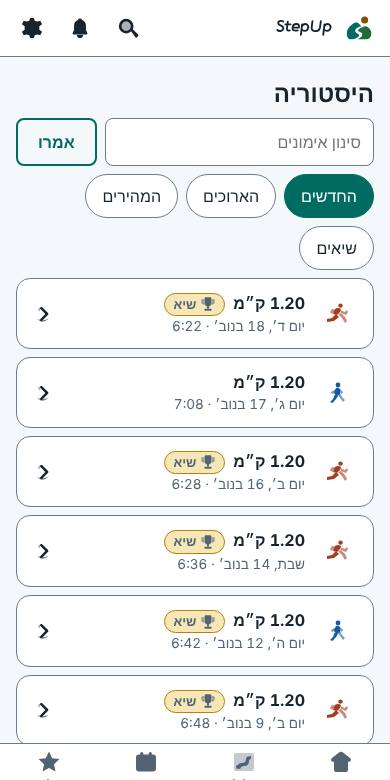 StepUp
היסטוריה
סינון אימונים
אמרו
החדשים
הארוכים
המהירים
שיאים
1.20 ק״מ שיא
יום ד׳, 18 בנוב׳ · 6:22
1.20 ק״מ
יום ג׳, 17 בנוב׳ · 7:08
1.20 ק״מ שיא
יום ב׳, 16 בנוב׳ · 6:28
1.20 ק״מ שיא
שבת, 14 בנוב׳ · 6:36
1.20 ק״מ שיא
יום ה׳, 12 בנוב׳ · 6:42
1.20 ק״מ שיא
יום ב׳, 9 בנוב׳ · 6:48